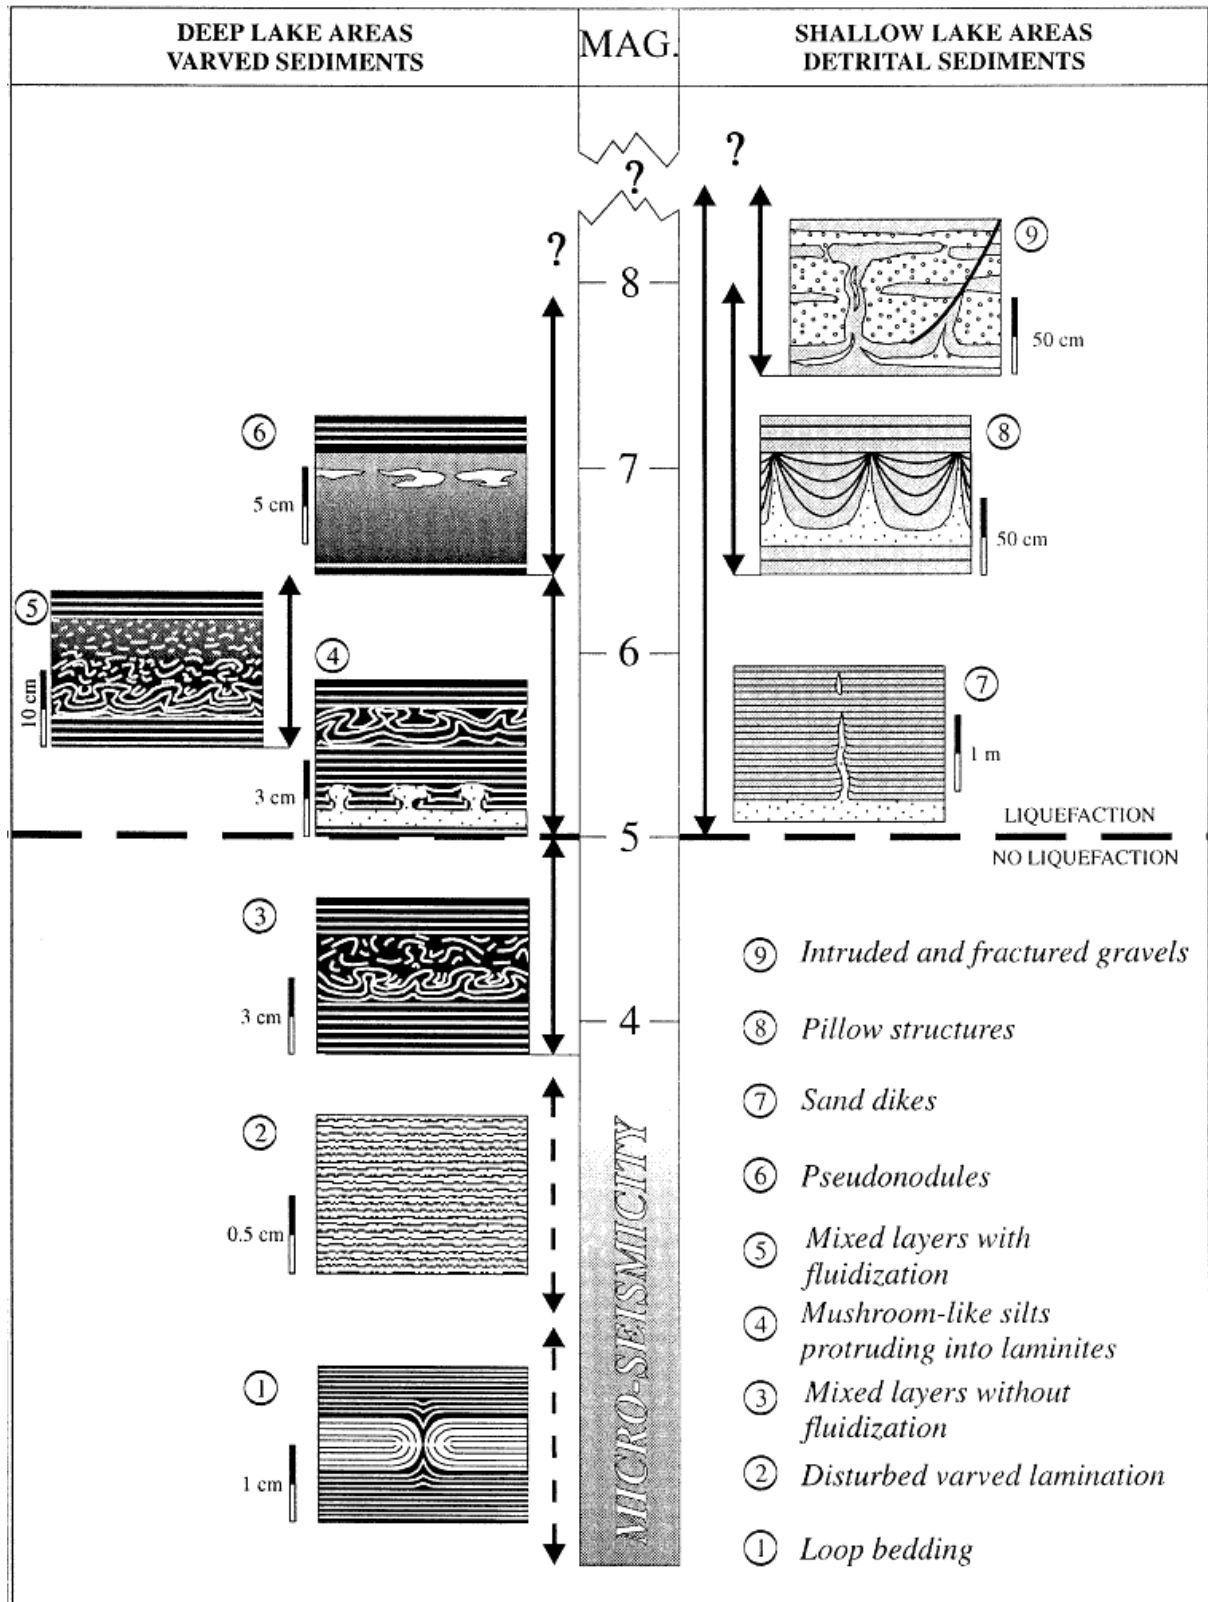 DEEP LAKE AREAS
VARVED SEDIMENTS
MAG.
SHALLOW LAKE AREAS
DETRITAL SEDIMENTS
?
?
?
8
7
6
5
4
MICRO-SEISMICITY
6
5 cm
5
10 cm
4
3 cm
3
3 cm
2
0.5 cm
1
1 cm
9
50 cm
8
50 cm
7
1 m
LIQUEFACTION
NO LIQUEFACTION
9 Intruded and fractured gravels
8 Pillow structures
7 Sand dikes
6 Pseudonodules
5 Mixed layers with
fluidization
4 Mushroom-like silts
protruding into laminites
3 Mixed layers without
fluidization
2 Disturbed varved lamination
1 Loop bedding